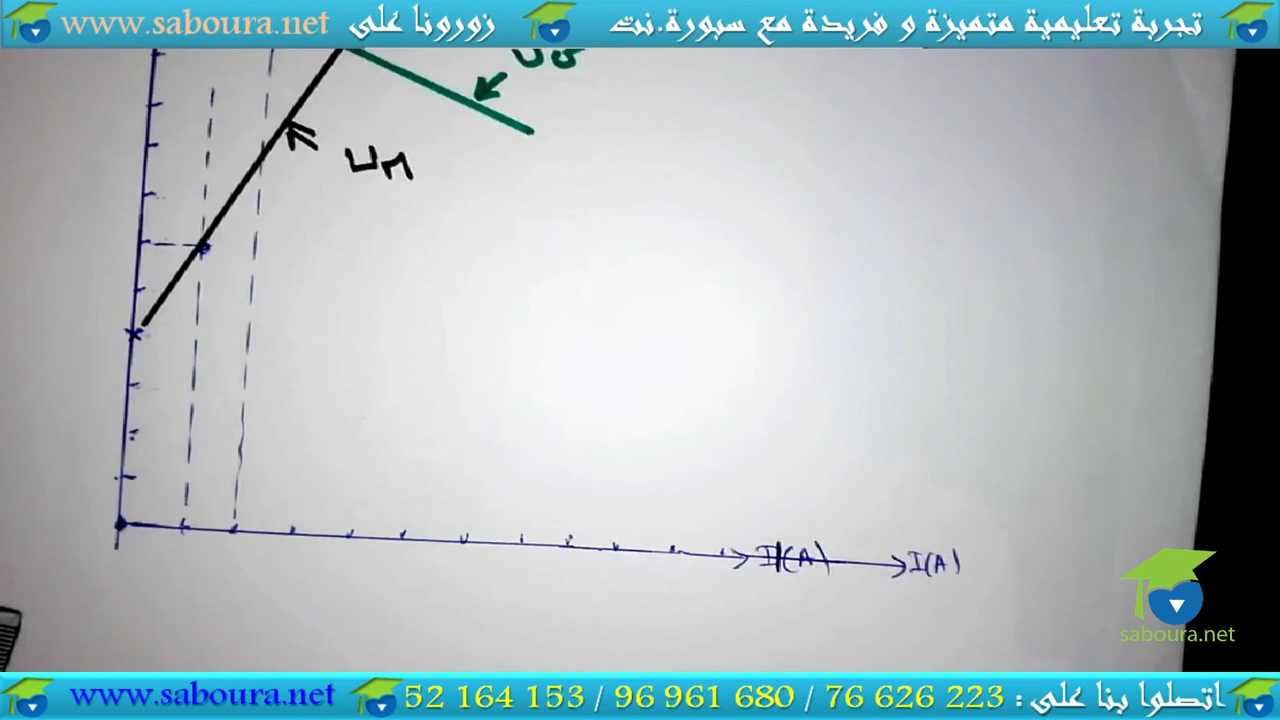 www.saboura.net زورونا على تجربة تعليمية متميزة و فريدة مع سبورة.نت
UG
UM
I(A) I(A)
saboura.net
www.saboura.net 52 164 153 / 96 961 680 / 76 626 223 : اتصلوا بنا على